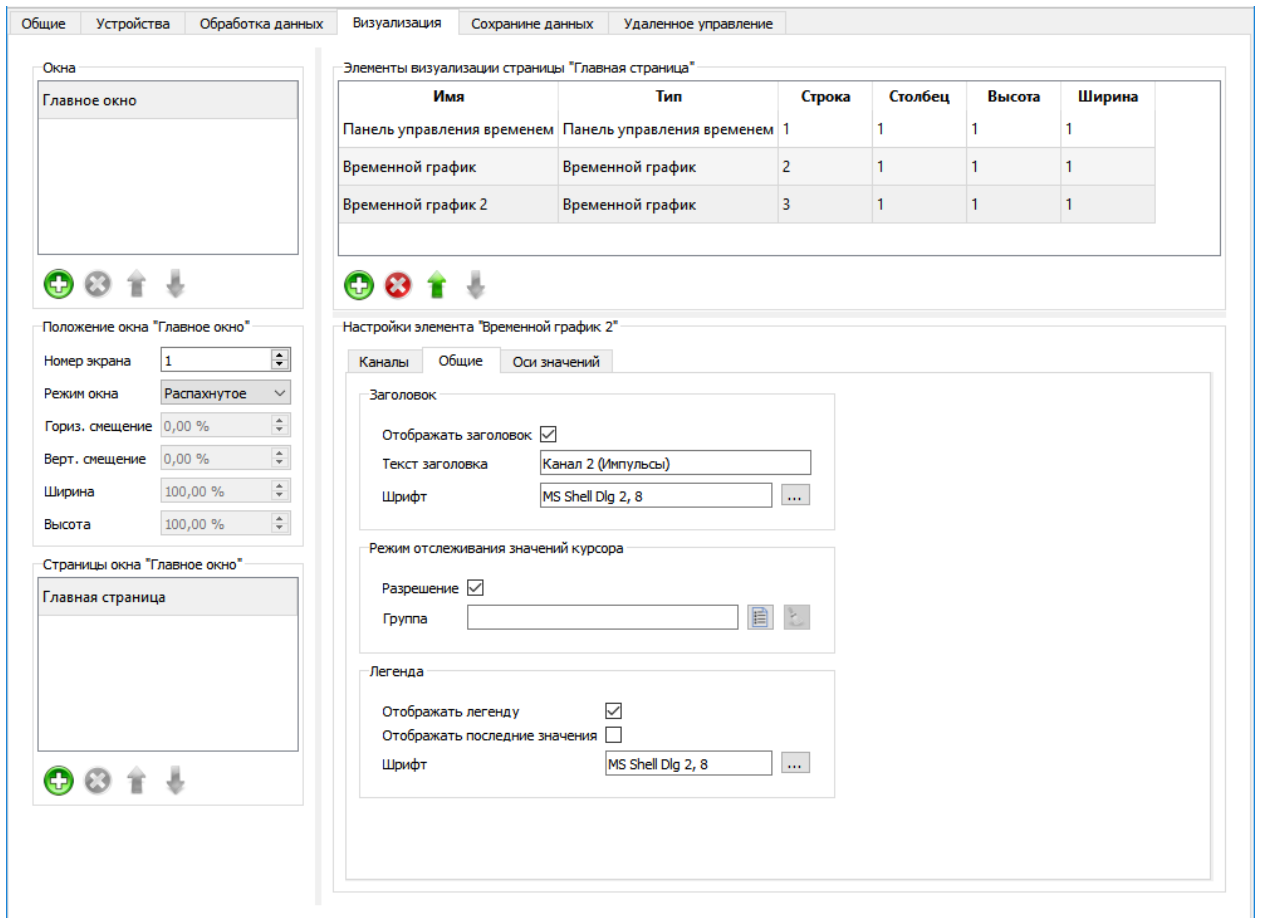 Общие Устройства Обработка данных Визуализация Сохранине данных Удаленное управление
Окна
Главное окно
Положение окна "Главное окно"
Номер экрана 1
Режим окна Распахнутое
Гориз. смещение 0,00 %
Верт. смещение 0,00 %
Ширина 100,00 %
Высота 100,00 %
Страницы окна "Главное окно"
Главная страница
Элементы визуализации страницы "Главная страница"
Имя Тип Строка Столбец Высота Ширина
Панель управления временем Панель управления временем 1 1 1 1
Временной график Временной график 2 1 1 1
Временной график 2 Временной график 3 1 1 1
Настройки элемента "Временной график 2"
Каналы Общие Оси значений
Заголовок
Отображать заголовок
Текст заголовка Канал 2 (Импульсы)
Шрифт MS Shell Dlg 2, 8 ...
Режим отслеживания значений курсора
Разрешение
Группа
Легенда
Отображать легенду
Отображать последние значения
Шрифт MS Shell Dlg 2, 8 ...